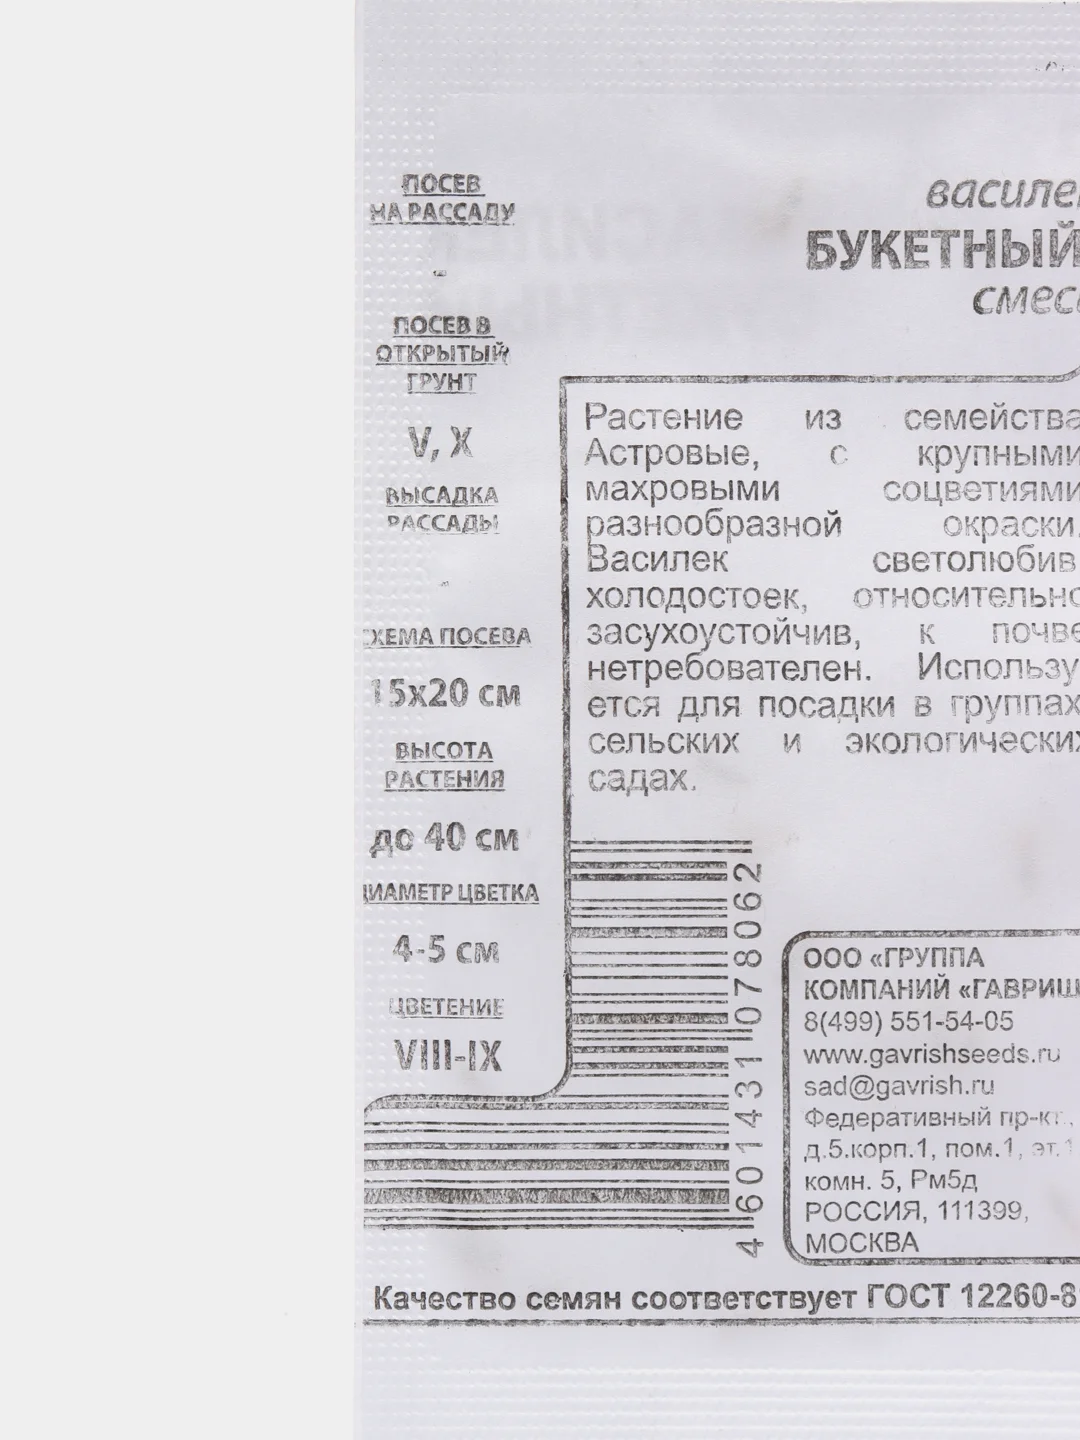 ПОСЕВ
НА РАССАДУ
-
ПОСЕВ В
ОТКРЫТЫЙ
ГРУНТ
V, X
ВЫСАДКА
РАССАДЫ
-
СХЕМА ПОСЕВА
15х20 см
ВЫСОТА
РАСТЕНИЯ
до 40 см
ДИАМЕТР ЦВЕТКА
4-5 см
ЦВЕТЕНИЕ
VIII-IX
василе
БУКЕТНЫЙ
смес
Растение из семейства
Астровые, с крупными
махровыми соцветиями
разнообразной окраски.
Василек светолюбив,
холодостоек, относительно
засухоустойчив, к почве
нетребователен. Использу-
ется для посадки в группах,
сельских и экологических
садах.
4 601431 078062
ООО «ГРУППА
КОМПАНИЙ «ГАВРИШ
8(499) 551-54-05
www.gavrishseeds.ru
sad@gavrish.ru
Федеративный пр-кт.,
д.5.корп.1, пом.1, эт.1
комн. 5, Рм5д
РОССИЯ, 111399,
МОСКВА
Качество семян соответствует ГОСТ 12260-8